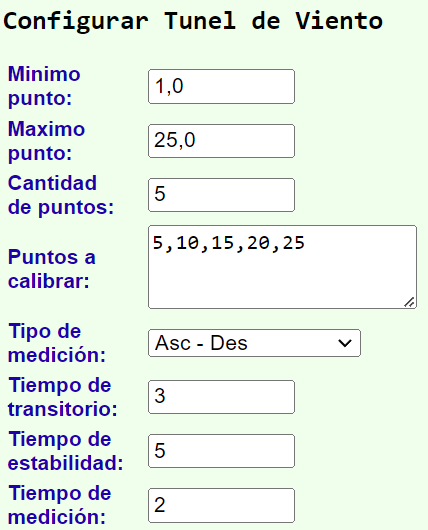 Configurar Tunel de Viento
Minimo
punto:
1,0
Maximo
punto:
25,0
Cantidad
de puntos:
5
Puntos a
calibrar:
5,10,15,20,25
Tipo de
medición:
Asc - Des
Tiempo de
transitorio:
3
Tiempo de
estabilidad:
5
Tiempo de
medición:
2